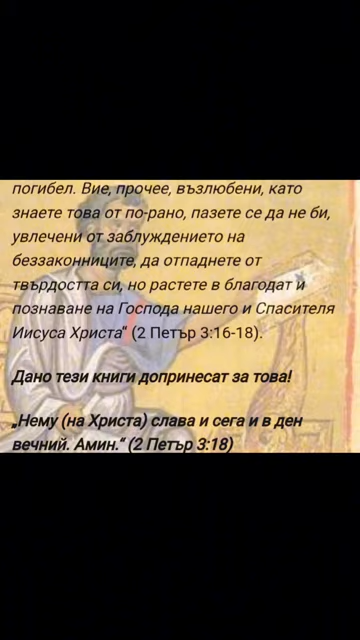 погибел. Вие, прочее, възлюбени, като
знаете това от по-рано, пазете се да не би,
увлечени от заблуждението на
беззаконниците, да отпаднете от
твърдостта си, но растете в благодат и
познаване на Господа нашего и Спасителя
Иисуса Христа“ (2 Петър 3:16-18).
Дано тези книги допринесат за това!
„Нему (на Христа) слава и сега и в ден
вечний. Амин.“ (2 Петър 3:18)